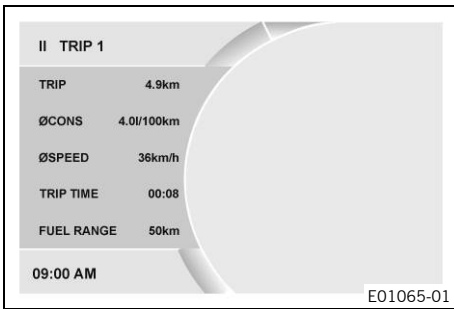 II TRIP 1
TRIP 4.9km
ØCONS 4.0l/100km
ØSPEED 36km/h
TRIP TIME 00:08
FUEL RANGE 50km
09:00 AM
E01065-01